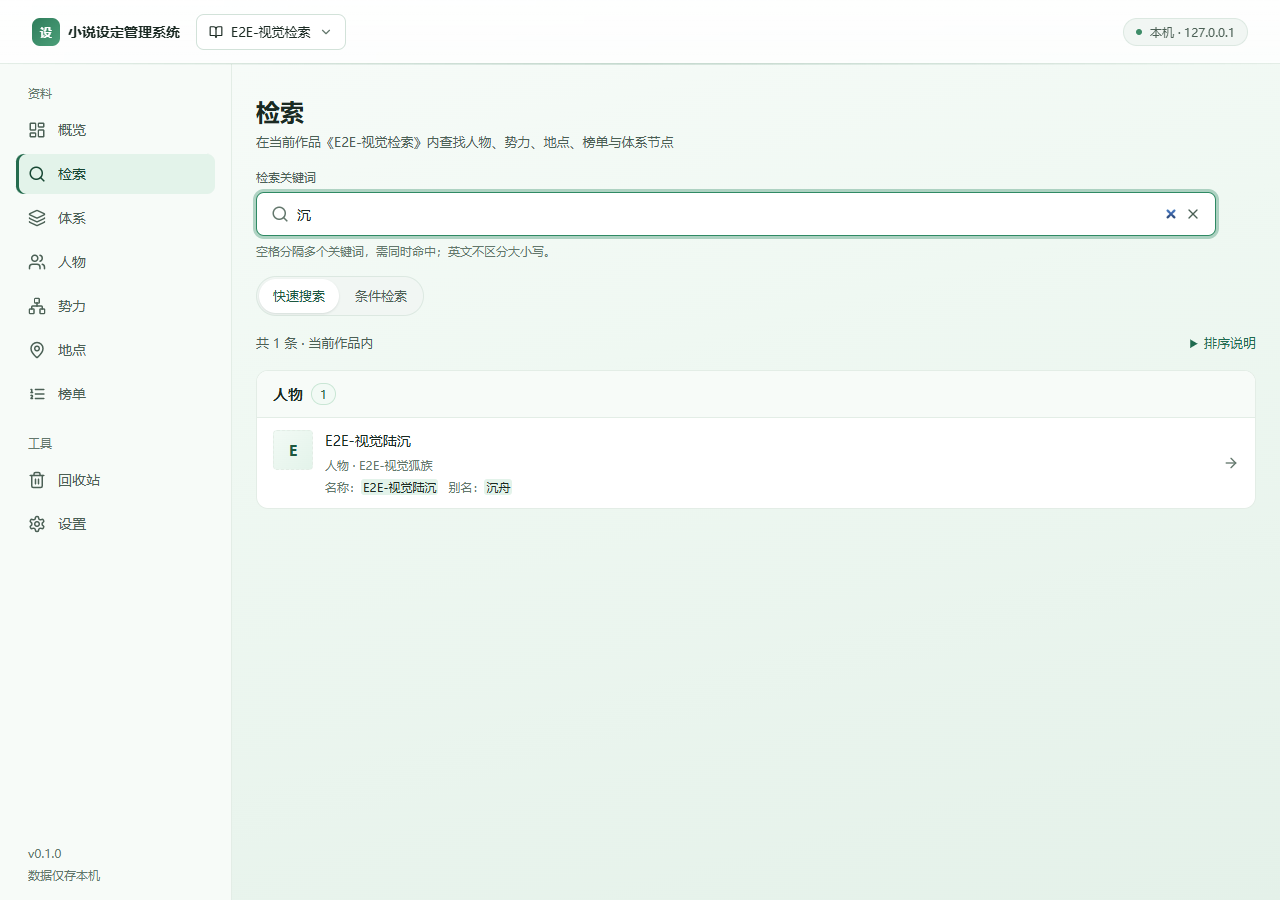 设 小说设定管理系统 E2E-视觉检索 本机 · 127.0.0.1
资料
概览
检索
体系
人物
势力
地点
榜单
工具
回收站
设置
v0.1.0
数据仅存本机
检索
在当前作品《E2E-视觉检索》内查找人物、势力、地点、榜单与体系节点
检索关键词
沉
空格分隔多个关键词，需同时命中；英文不区分大小写。
快速搜索 条件检索
共 1 条 · 当前作品内 排序说明
人物 1
E
E2E-视觉陆沉
人物 · E2E-视觉狐族
名称： E2E-视觉陆沉 别名： 沉舟